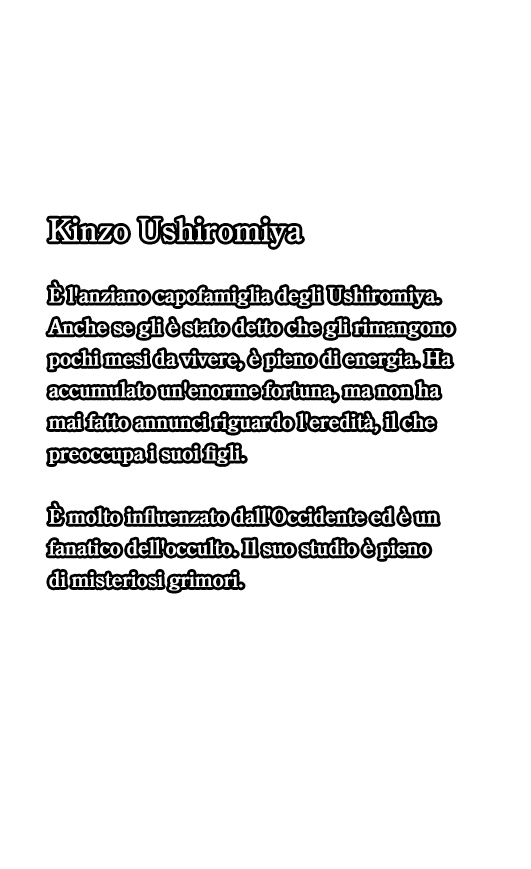 Kinzo Ushiromiya
È l'anziano capofamiglia degli Ushiromiya.
Anche se gli è stato detto che gli rimangono
pochi mesi da vivere, è pieno di energia. Ha
accumulato un'enorme fortuna, ma non ha
mai fatto annunci riguardo l'eredità, il che
preoccupa i suoi figli.
È molto influenzato dall'Occidente ed è un
fanatico dell'occulto. Il suo studio è pieno
di misteriosi grimori.